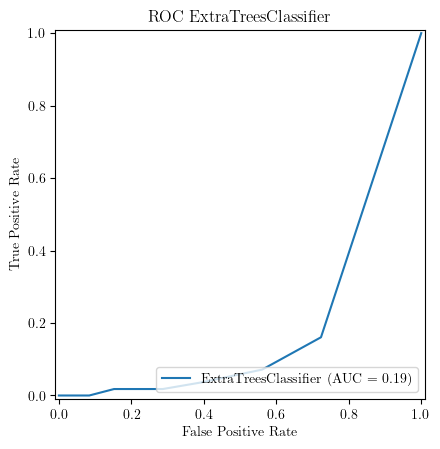 ROC ExtraTreesClassifier
1.0
0.8
0.6
0.4
0.2
0.0
True Positive Rate
ExtraTreesClassifier (AUC = 0.19)
0.0 0.2 0.4 0.6 0.8 1.0
False Positive Rate